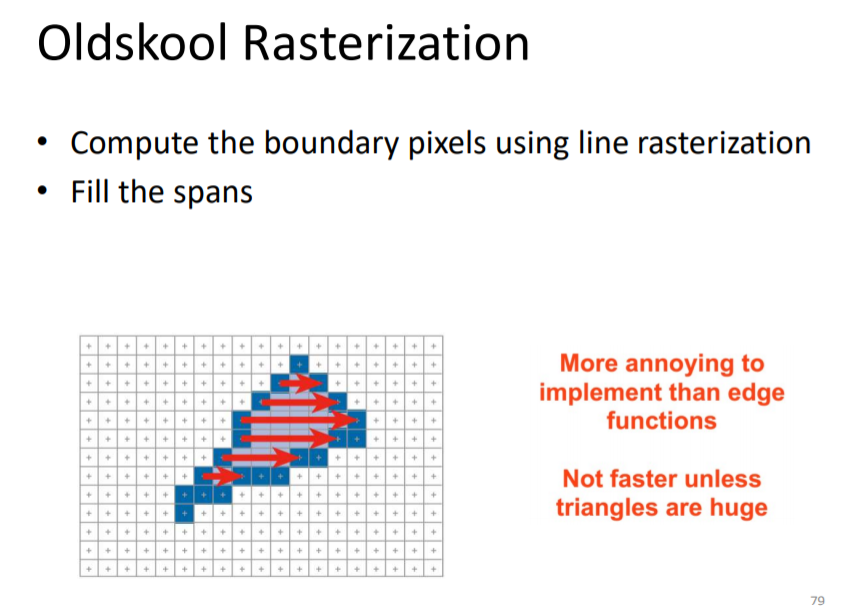 Oldskool Rasterization
• Compute the boundary pixels using line rasterization
• Fill the spans
More annoying to
implement than edge
functions
Not faster unless
triangles are huge
79